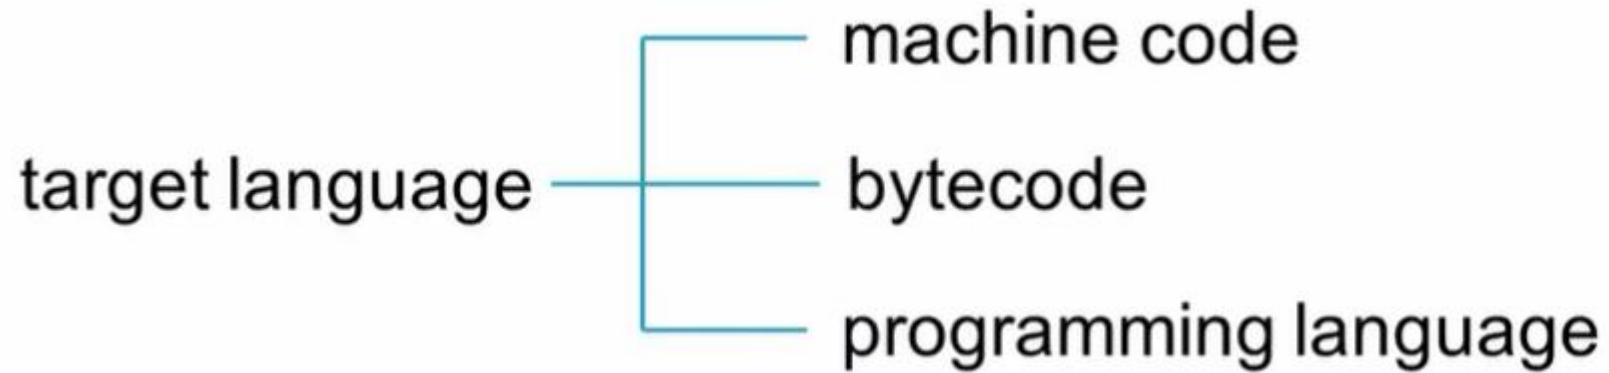 machine code
target language
bytecode
programming language